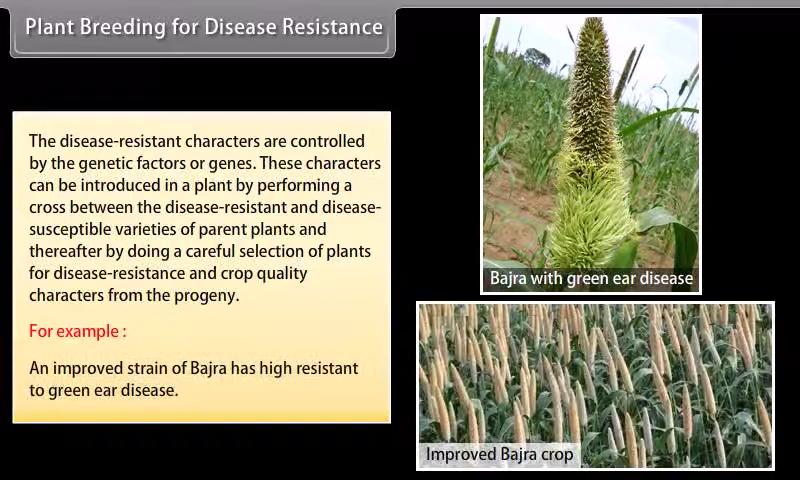 Plant Breeding for Disease Resistance
The disease-resistant characters are controlled
by the genetic factors or genes. These characters
can be introduced in a plant by performing a
cross between the disease-resistant and disease-
susceptible varieties of parent plants and
thereafter by doing a careful selection of plants
for disease-resistance and crop quality
characters from the progeny.
For example :
An improved strain of Bajra has high resistant
to green ear disease.
Bajra with green ear disease
Improved Bajra crop